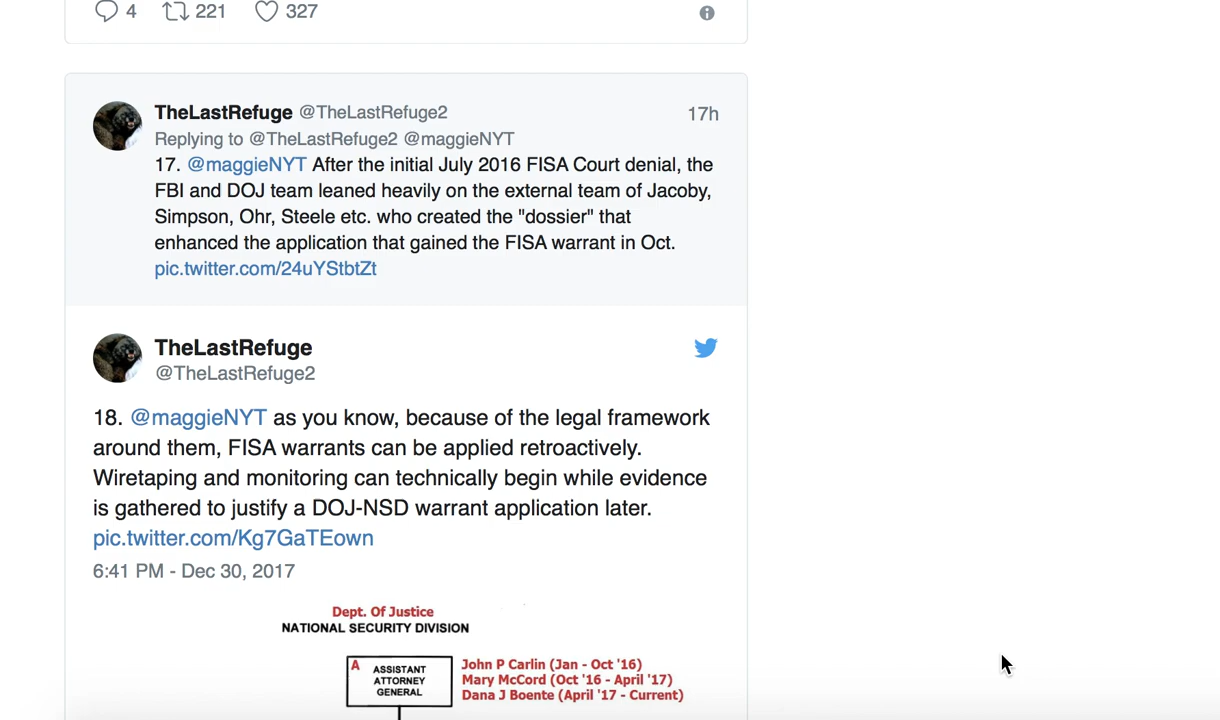 4 221 327
TheLastRefuge @TheLastRefuge2 17h
Replying to @TheLastRefuge2 @maggieNYT
17. @maggieNYT After the initial July 2016 FISA Court denial, the
FBI and DOJ team leaned heavily on the external team of Jacoby,
Simpson, Ohr, Steele etc. who created the "dossier" that
enhanced the application that gained the FISA warrant in Oct.
pic.twitter.com/24uYStbtZt
TheLastRefuge
@TheLastRefuge2
18. @maggieNYT as you know, because of the legal framework
around them, FISA warrants can be applied retroactively.
Wiretaping and monitoring can technically begin while evidence
is gathered to justify a DOJ-NSD warrant application later.
pic.twitter.com/Kg7GaTEown
6:41 PM - Dec 30, 2017
Dept. Of Justice
NATIONAL SECURITY DIVISION
A ASSISTANT
ATTORNEY
GENERAL
John P Carlin (Jan - Oct '16)
Mary McCord (Oct '16 - April '17)
Dana J Boente (April '17 - Current)